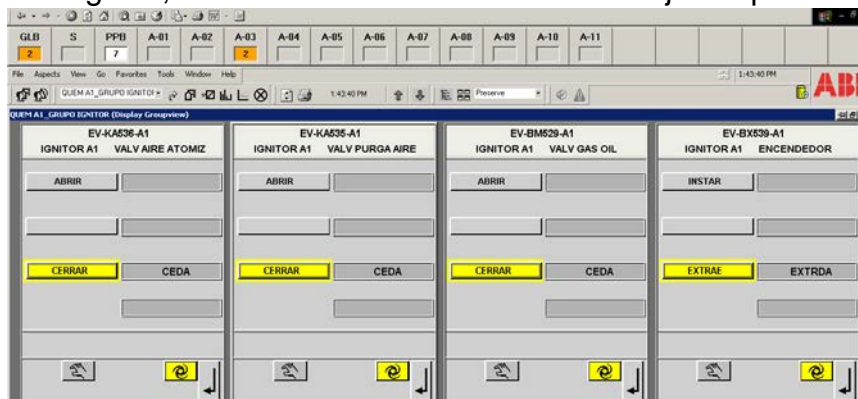 GLB S PPB A-01 A-02 A-03 A-04 A-05 A-06 A-07 A-08 A-09 A-10 A-11
2 7 2
File Aspects View Go Favorites Tools Window Help 1:43:40 PM
QUEM A1_GRUPO IGNITOR 1:43:40 PM Preserve ABB
QUEM A1_GRUPO IGNITOR (Display Groupview)
EV-KA536-A1 EV-KA535-A1 EV-BM529-A1 EV-BX539-A1
IGNITOR A1 VALV AIRE ATOMIZ IGNITOR A1 VALV PURGA AIRE IGNITOR A1 VALV GAS OIL IGNITOR A1 ENCENDEDOR
ABRIR ABRIR ABRIR INSTAR
CERRAR CEDA CERRAR CEDA CERRAR CEDA EXTRAE EXTRDA